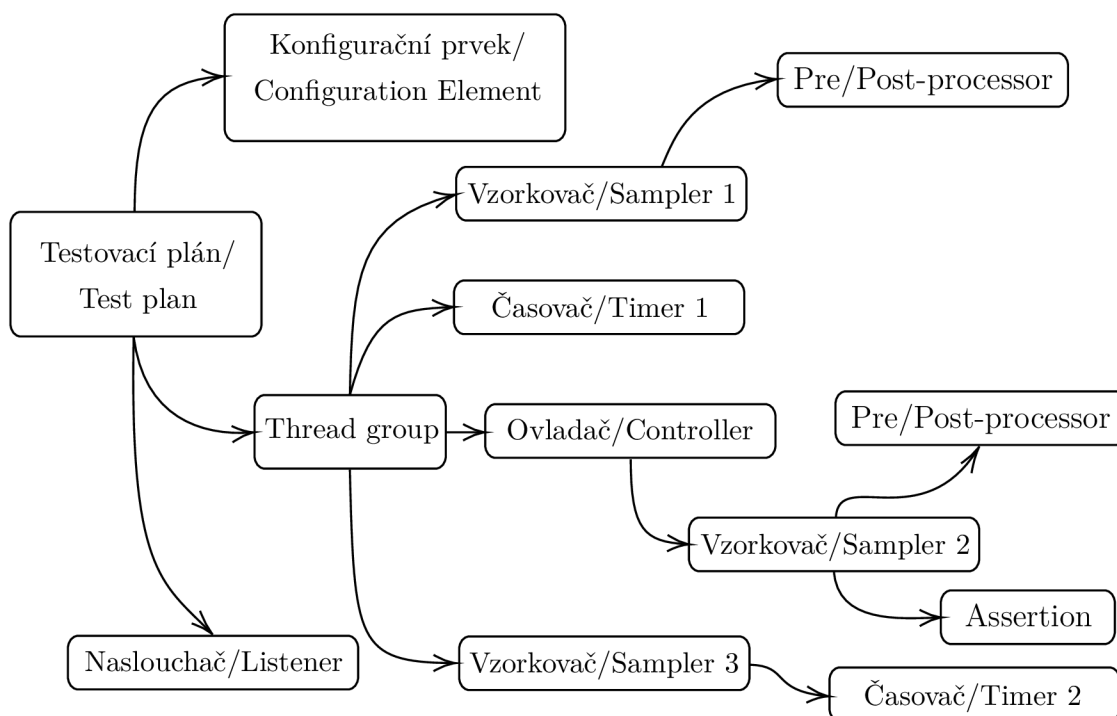 Konfigurační prvek/
Configuration Element
Pre/Post-processor
Vzorkovač/Sampler 1
Testovací plán/
Test plan
Časovač/Timer 1
Thread group
Ovladač/Controller
Pre/Post-processor
Vzorkovač/Sampler 2
Assertion
Naslouchač/Listener
Vzorkovač/Sampler 3
Časovač/Timer 2